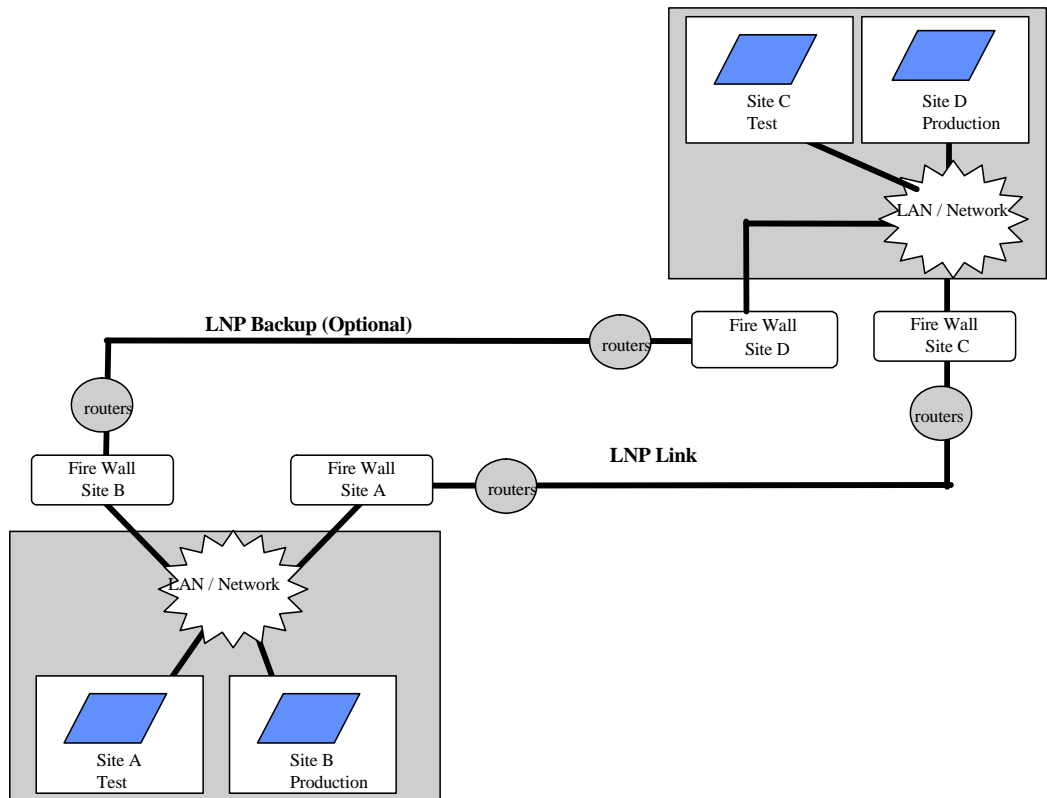 Site C
Test
Site D
Production
LAN / Network
LNP Backup (Optional)
routers
Fire Wall
Site D
Fire Wall
Site C
routers
routers
Fire Wall
Site B
Fire Wall
Site A
routers
LNP Link
LAN / Network
Site A
Test
Site B
Production